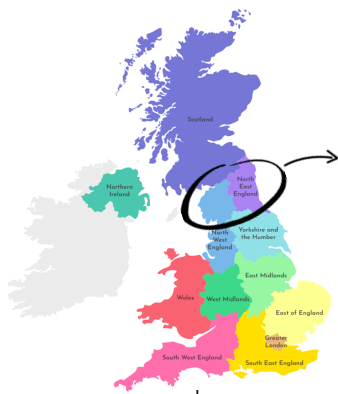 Scotland
Northern
Ireland
North
East
England
North
West
England
Yorkshire and
the Humber
East Midlands
Wales
West Midlands
East of England
Greater
London
South West England
South East England